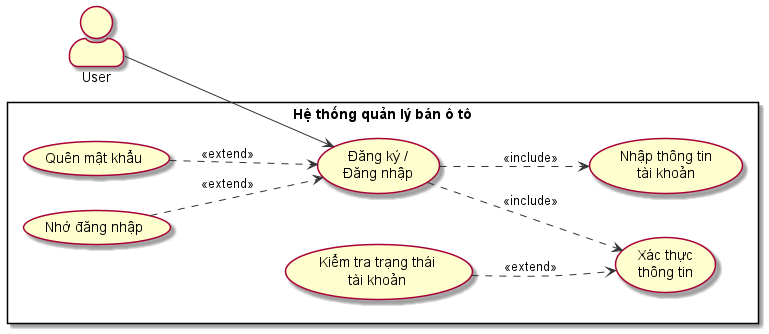 User
Hệ thống quản lý bán ô tô
Quên mật khẩu
«extend»
Nhớ đăng nhập
«extend»
Đăng ký /
Đăng nhập
«include»
Nhập thông tin
tài khoản
«include»
Xác thực
thông tin
Kiểm tra trạng thái
tài khoản
«extend»